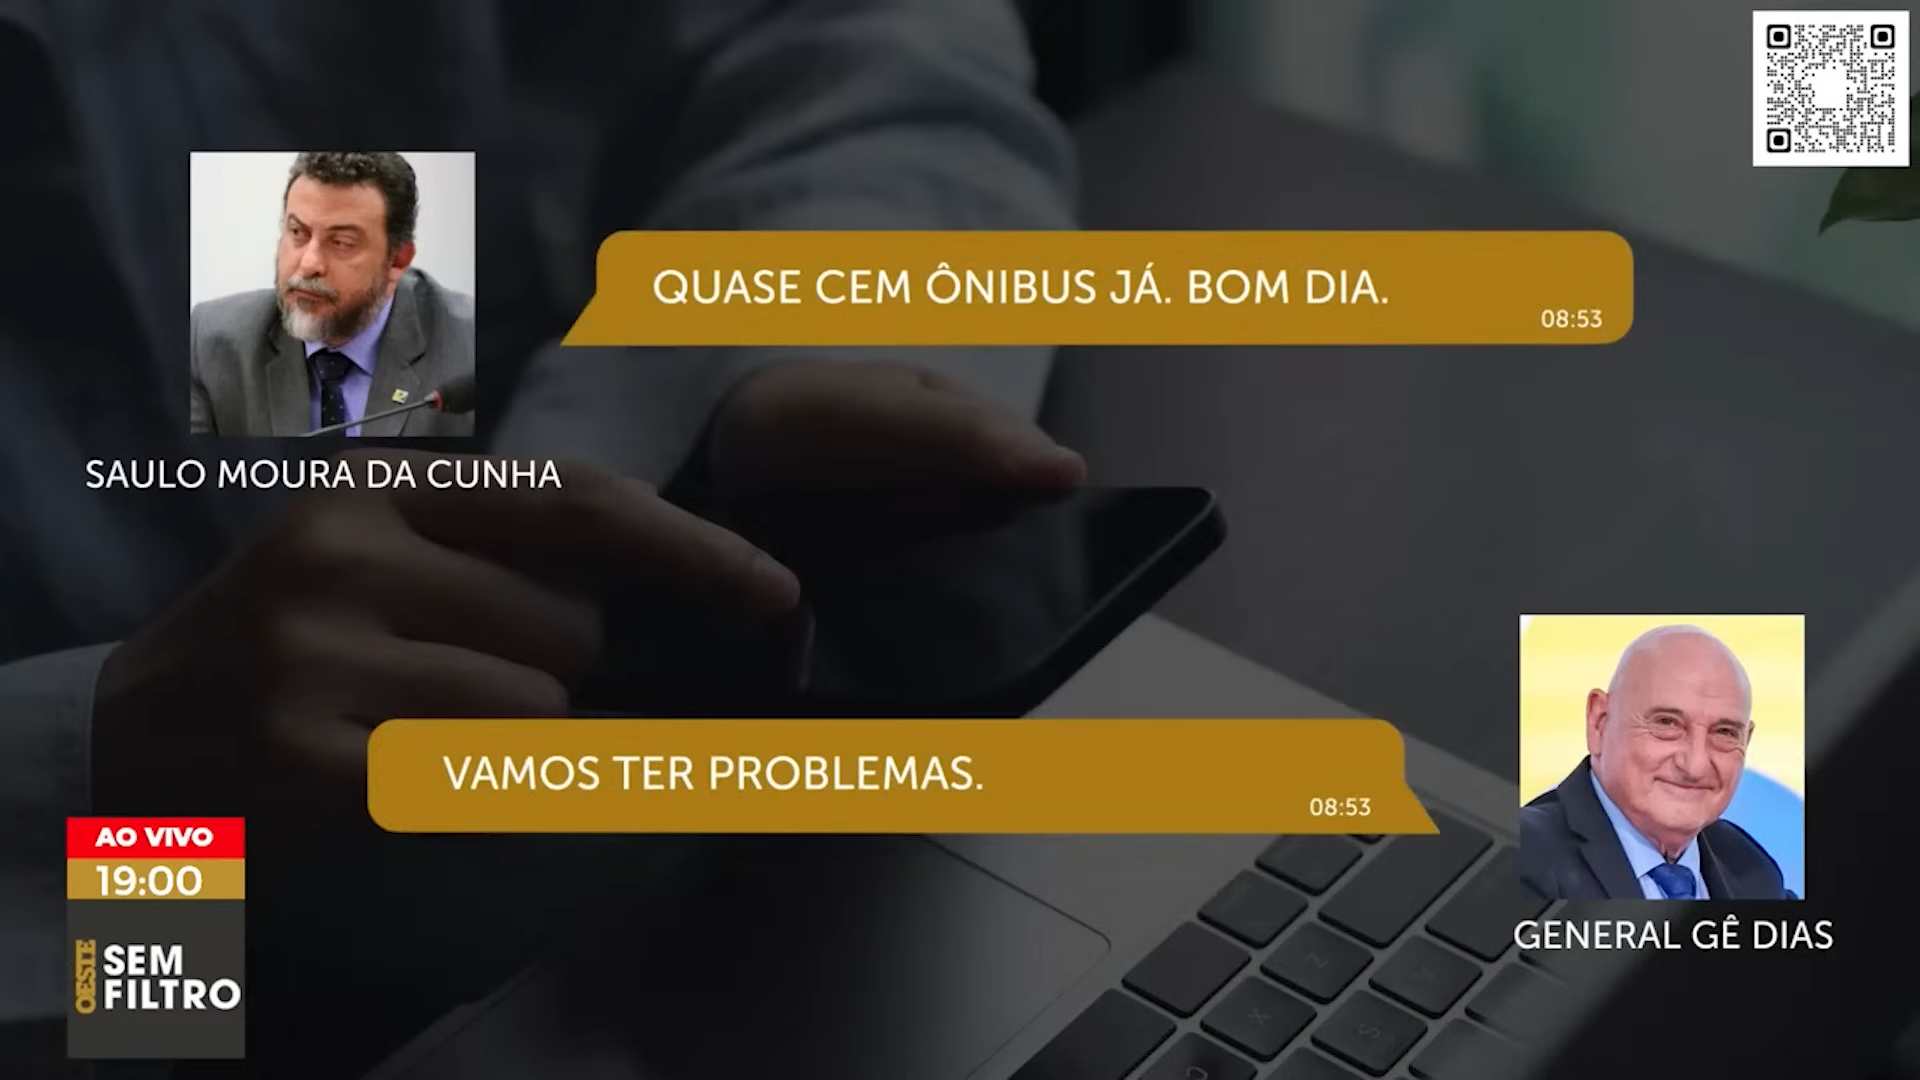 QUASE CEM ÔNIBUS JÁ. BOM DIA.
08:53
SAULO MOURA DA CUNHA
VAMOS TER PROBLEMAS.
08:53
GENERAL GÊ DIAS
AO VIVO
19:00
OESTE
SEM
FILTRO